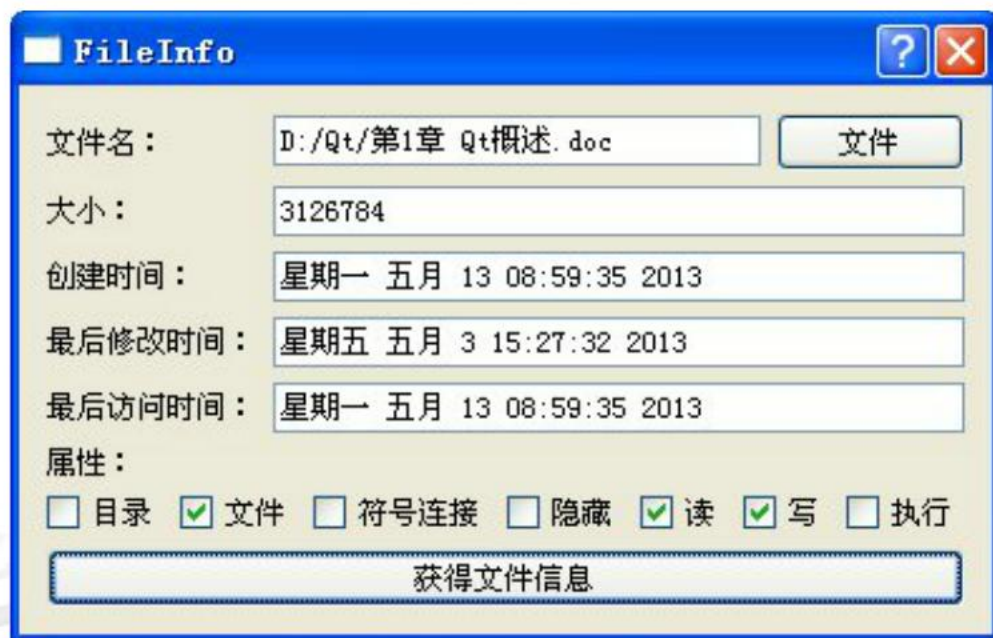 FileInfo
文件名： D:/Qt/第1章 Qt概述.doc 文件
大小： 3126784
创建时间： 星期一 五月 13 08:59:35 2013
最后修改时间： 星期五 五月 3 15:27:32 2013
最后访问时间： 星期一 五月 13 08:59:35 2013
属性：
目录 文件 符号连接 隐藏 读 写 执行
获得文件信息